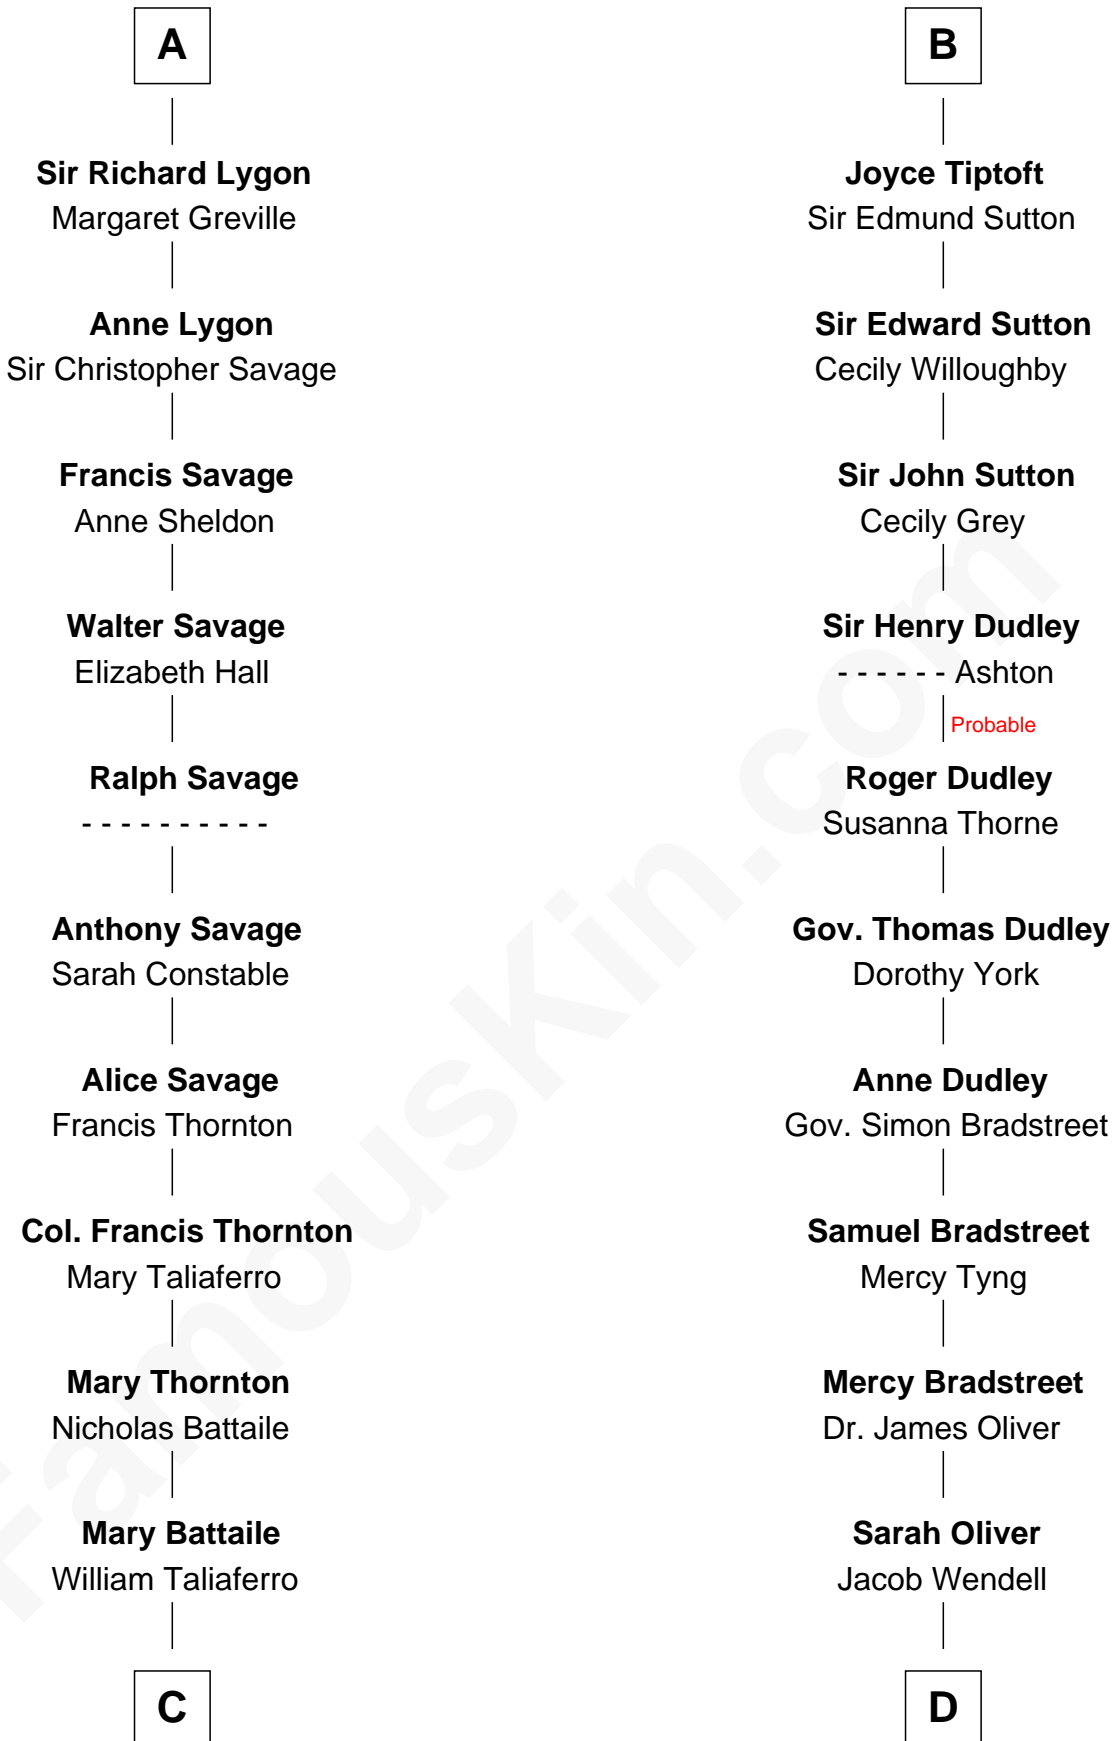 A
Sir Richard Lygon
Margaret Greville
Anne Lygon
Sir Christopher Savage
Francis Savage
Anne Sheldon
Walter Savage
Elizabeth Hall
Ralph Savage
- - - - - - - - - -
Anthony Savage
Sarah Constable
Alice Savage
Francis Thornton
Col. Francis Thornton
Mary Taliaferro
Mary Thornton
Nicholas Battaile
Mary Battaile
William Taliaferro
C
B
Joyce Tiptoft
Sir Edmund Sutton
Sir Edward Sutton
Cecily Willoughby
Sir John Sutton
Cecily Grey
Sir Henry Dudley
- - - - - - Ashton
Probable
Roger Dudley
Susanna Thorne
Gov. Thomas Dudley
Dorothy York
Anne Dudley
Gov. Simon Bradstreet
Samuel Bradstreet
Mercy Tyng
Mercy Bradstreet
Dr. James Oliver
Sarah Oliver
Jacob Wendell
D
FamousKin.com